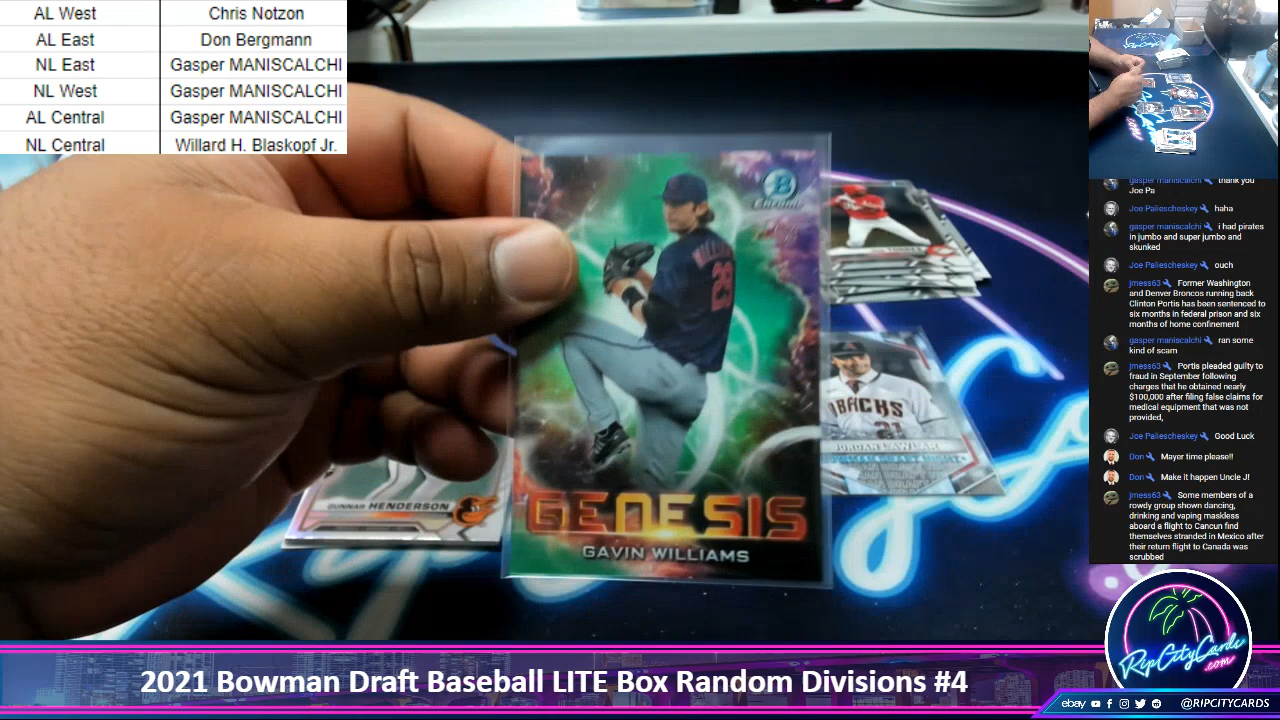 AL West Chris Notzon
AL East Don Bergmann
NL East Gasper MANISCALCHI
NL West Gasper MANISCALCHI
AL Central Gasper MANISCALCHI
NL Central Willard H. Blaskopf Jr.
B
Chrome
WILLIAMS
28
GENESIS
GAVIN WILLIAMS
GUNNAR HENDERSON
DBACKS
JORDAN LAWLAR
gasper maniscalchi thank you
Joe Pa
Joe Paliescheskey haha
gasper maniscalchi i had pirates
in jumbo and super jumbo and
skunked
Joe Paliescheskey ouch
jmess63 Former Washington
and Denver Broncos running back
Clinton Portis has been sentenced to
six months in federal prison and six
months of home confinement
gasper maniscalchi ran some
kind of scam
jmess63 Portis pleaded guilty to
fraud in September following
charges that he obtained nearly
$100,000 after filing false claims for
medical equipment that was not
provided,
Joe Paliescheskey Good Luck
Don Mayer time please!!
Don Make it happen Uncle J!
jmess63 Some members of a
rowdy group shown dancing,
drinking and vaping maskless
aboard a flight to Cancun find
themselves stranded in Mexico after
their return flight to Canada was
scrubbed
RipCityCards
.com
2021 Bowman Draft Baseball LITE Box Random Divisions #4
ebay @RIPCITYCARDS